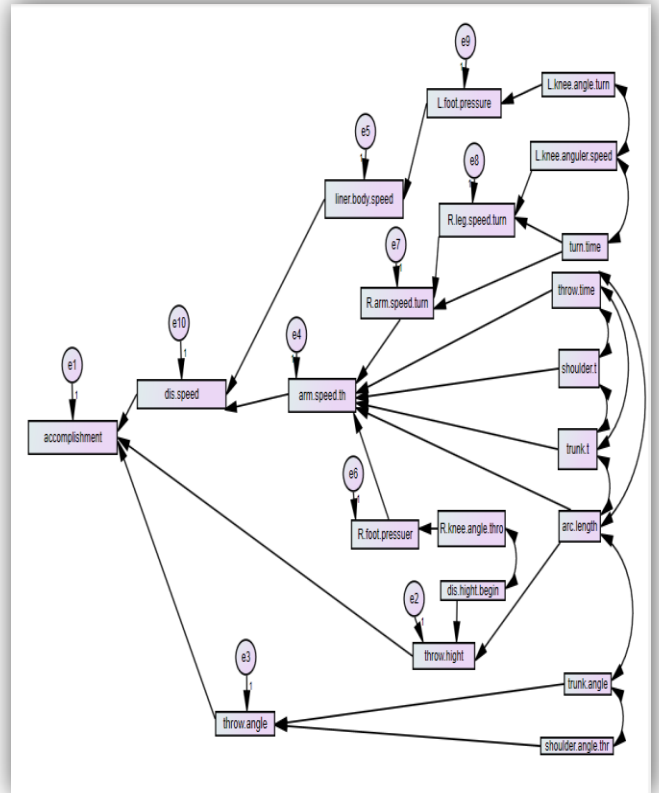 e9
L.knee.angle.turn
L.foot.pressure
e5
e8
L.knee.anguler.speed
1
1
1
liner.body.speed
R.leg.speed.turn
e7
turn.time
1
R.arm.speed.turn
throw.time
e10
e4
e1
1
1
shoulder.t
1
dis.speed
arm.speed.th
accomplishment
trunk.t
e6
1
arc.length
R.foot.pressuer
R.knee.angle.thro
e2
dis.hight.begin
1
throw.hight
e3
trunk.angle
1
throw.angle
shoulder.angle.thr